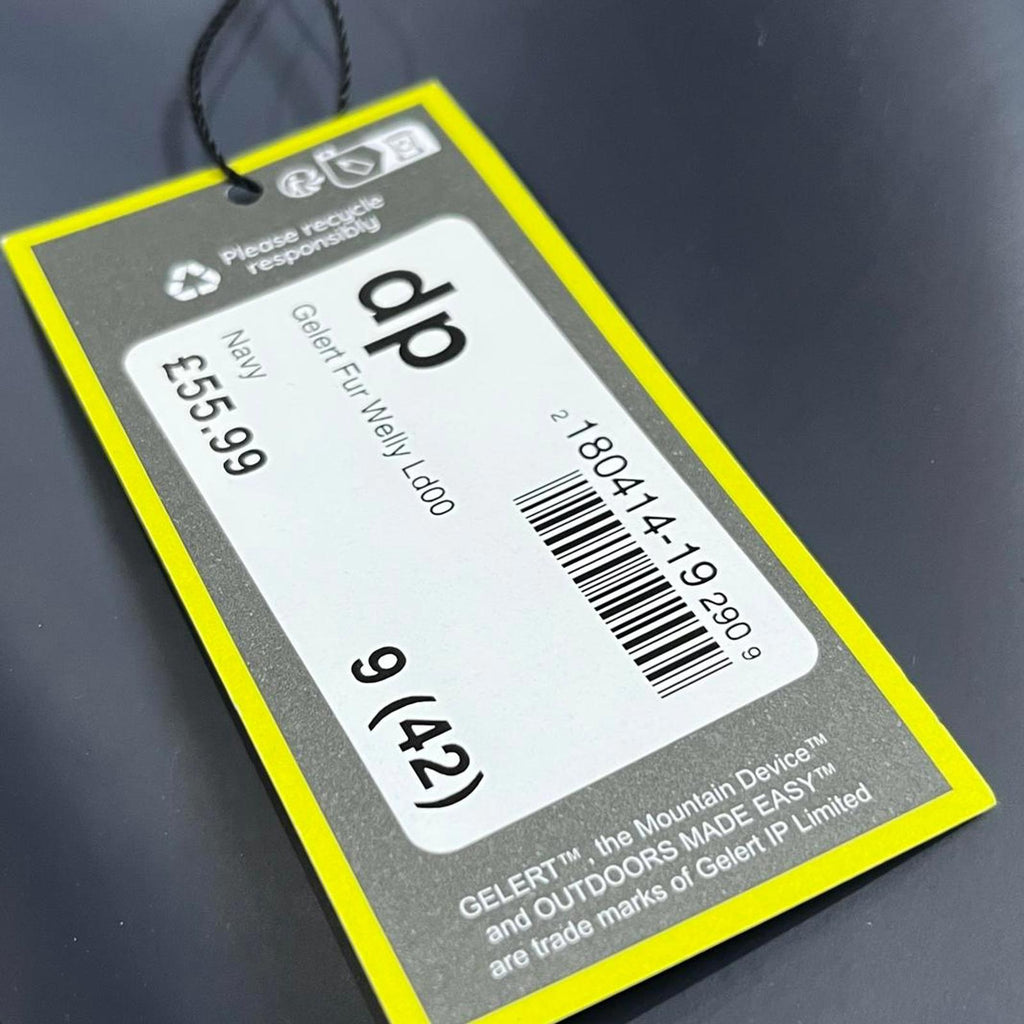 Please recycle
responsibly
dp
2 180414-19 290 9
Gelert Fur Welly Ld00
Navy
£55.99
9 (42)
GELERT™, the Mountain Device™
and OUTDOORS MADE EASY™
are trade marks of Gelert IP Limited